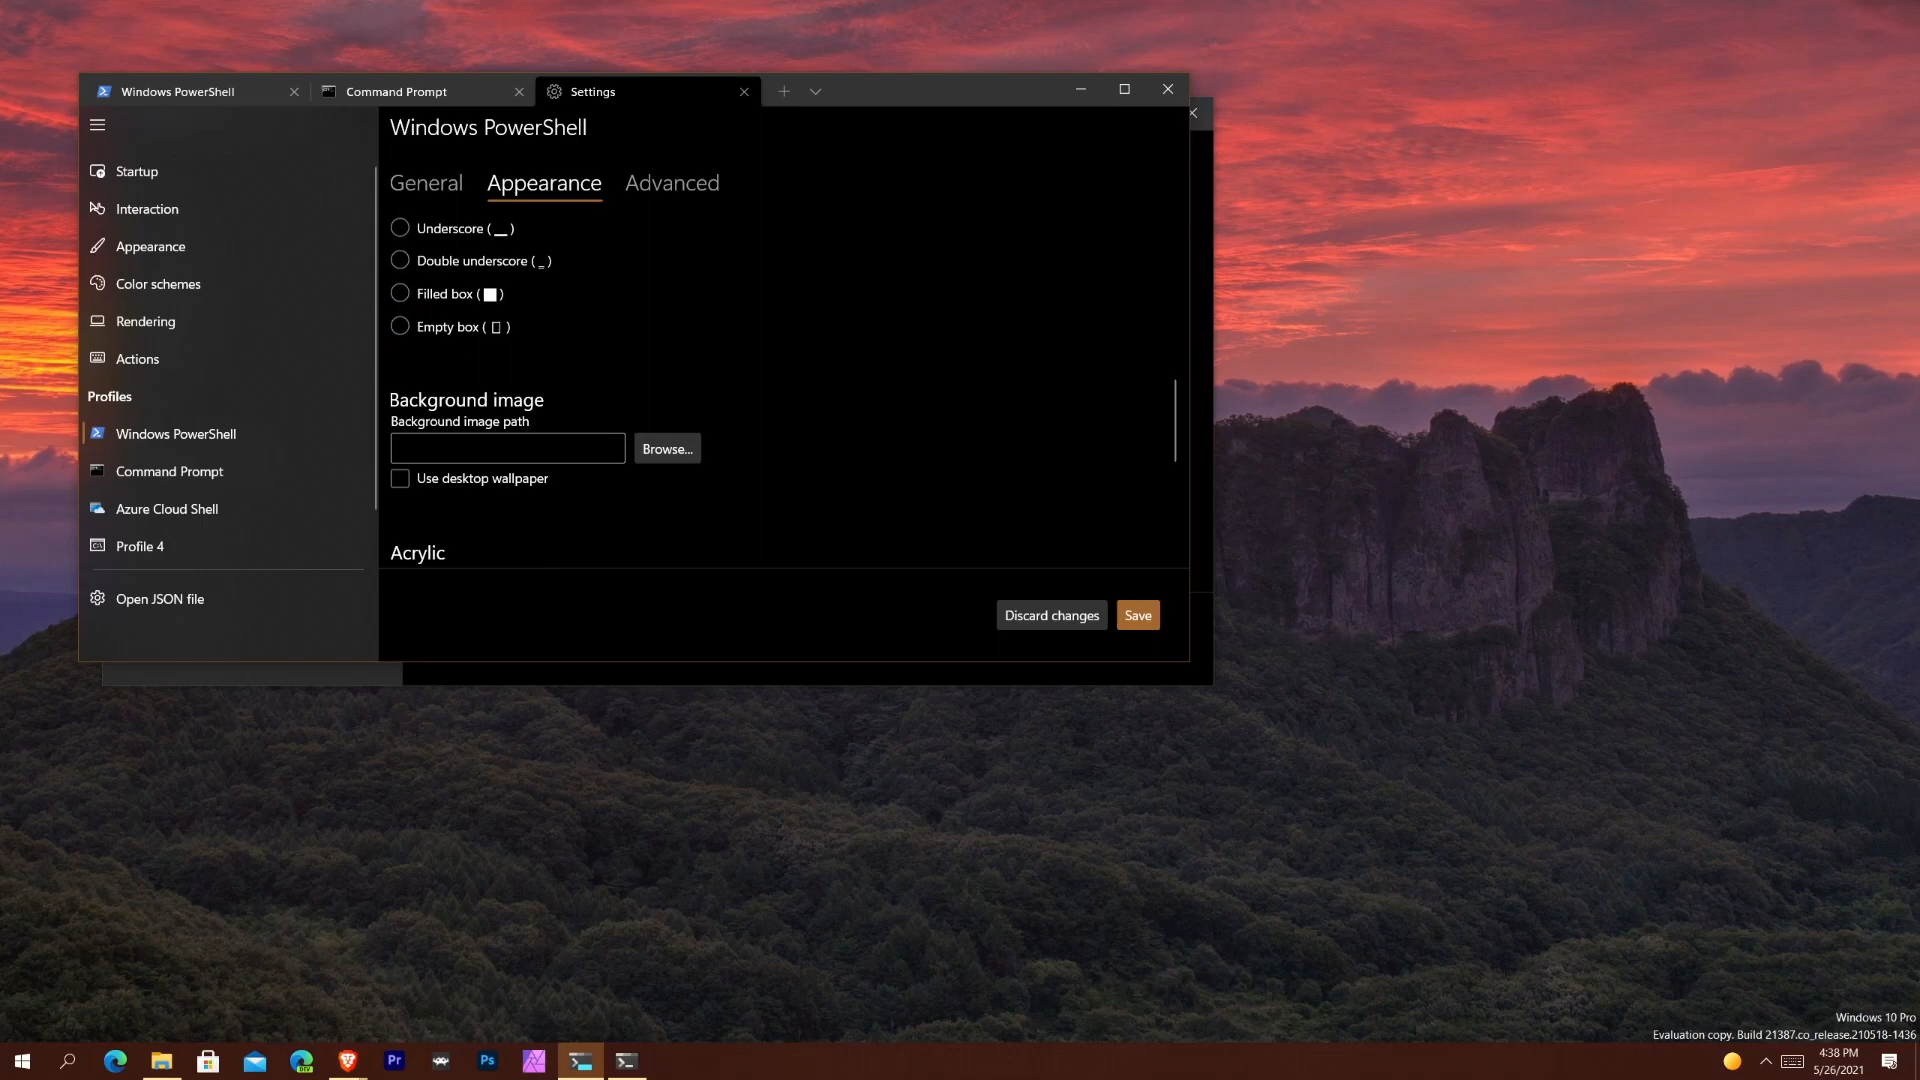 Windows PowerShell
Command Prompt
Settings
Windows PowerShell
General Appearance Advanced
Startup
Interaction
Appearance
Color schemes
Rendering
Actions
Profiles
Windows PowerShell
Command Prompt
Azure Cloud Shell
Profile 4
Open JSON file
Underscore ( ‗ )
Double underscore ( ‗ )
Filled box ( ■ )
Empty box ( ▯ )
Background image
Background image path
Browse...
Use desktop wallpaper
Acrylic
Discard changes
Save
Windows 10 Pro
Evaluation copy. Build 21387.co_release.210518-1436
DEV
Pr
Ps
4:38 PM
5/26/2021